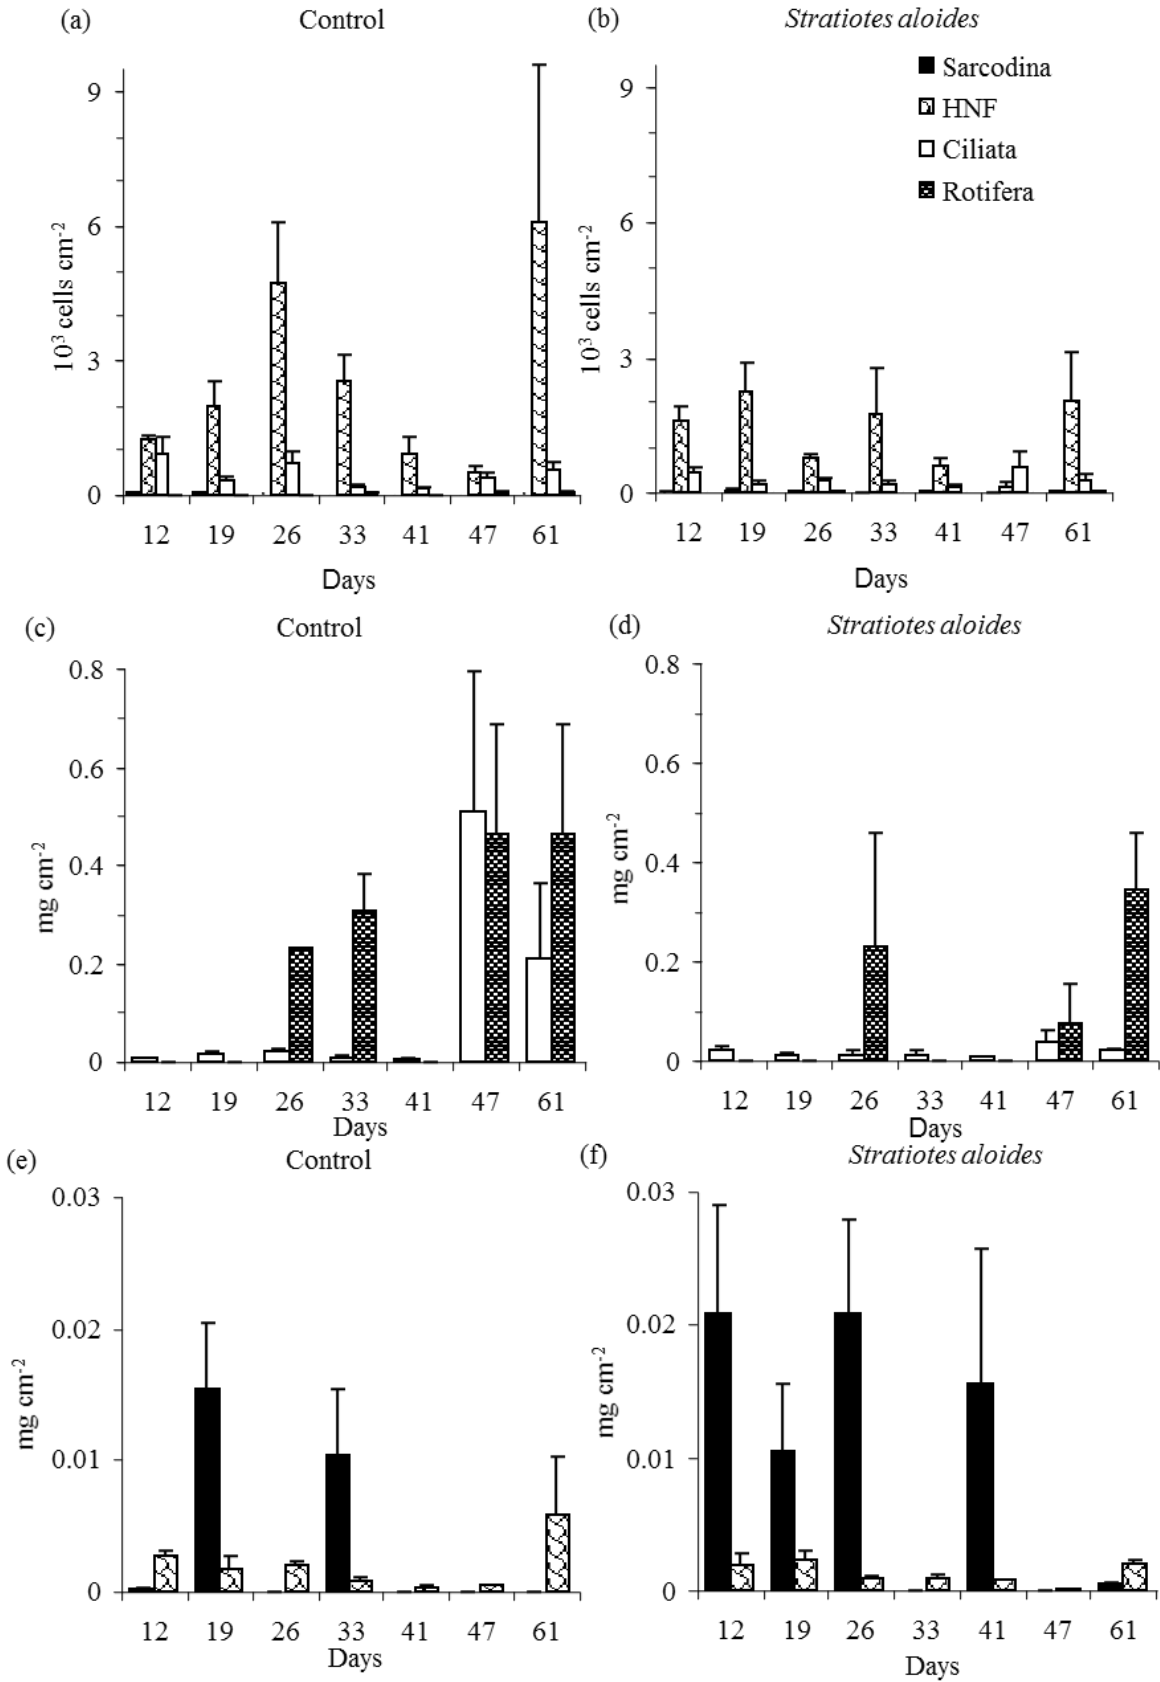 (a) Control
(b) Stratiotes aloides
Sarcodina
HNF
Ciliata
Rotifera
10³ cells cm⁻²
9
6
3
0
12 19 26 33 41 47 61
Days
10³ cells cm⁻²
9
6
3
0
12 19 26 33 41 47 61
Days
(c) Control
mg cm⁻²
0.8
0.6
0.4
0.2
0
12 19 26 33 41 47 61
Days
(d) Stratiotes aloides
mg cm⁻²
0.8
0.6
0.4
0.2
0
12 19 26 33 41 47 61
Days
(e) Control
mg cm⁻²
0.03
0.02
0.01
0
12 19 26 33 41 47 61
Days
(f) Stratiotes aloides
mg cm⁻²
0.03
0.02
0.01
0
12 19 26 33 41 47 61
Days